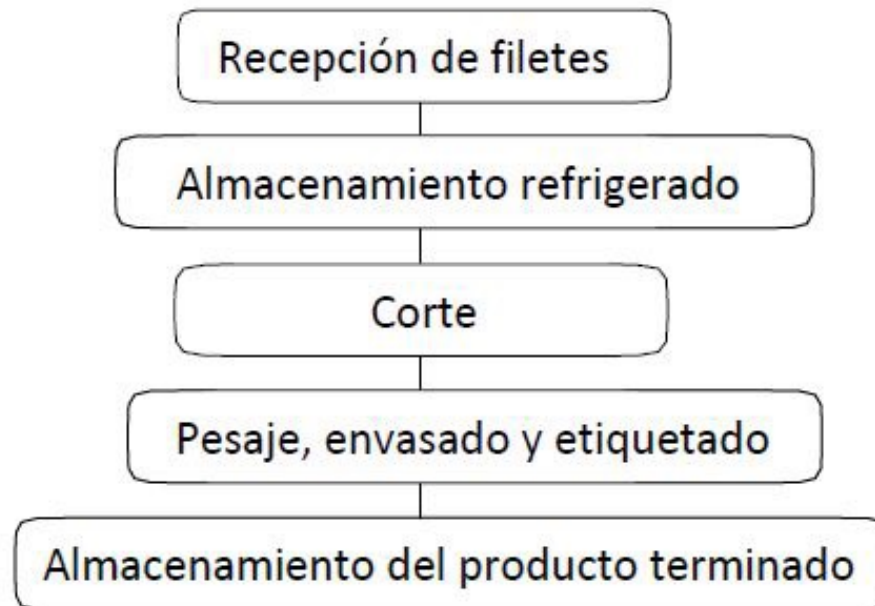 Recepción de filetes
Almacenamiento refrigerado
Corte
Pesaje, envasado y etiquetado
Almacenamiento del producto terminado